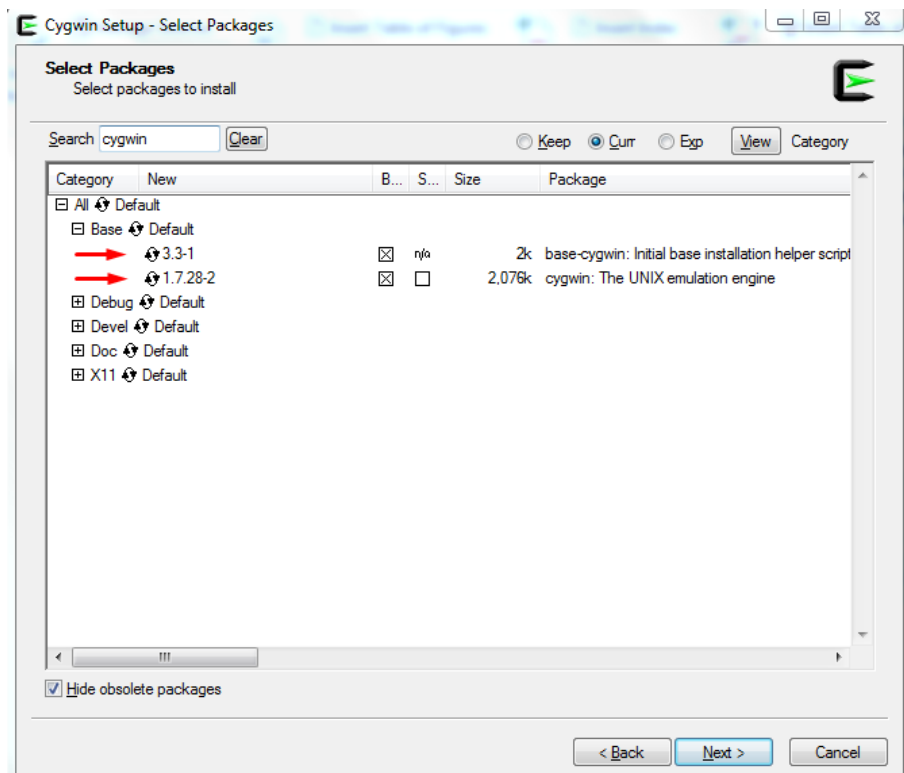 Cygwin Setup - Select Packages
Select Packages
Select packages to install
Search cygwin Clear Keep Curr Exp View Category
Category New B... S... Size Package
All Default
Base Default
3.3-1 n/a 2k base-cygwin: Initial base installation helper script
1.7.28-2 2,076k cygwin: The UNIX emulation engine
Debug Default
Devel Default
Doc Default
X11 Default
Hide obsolete packages
< Back Next > Cancel